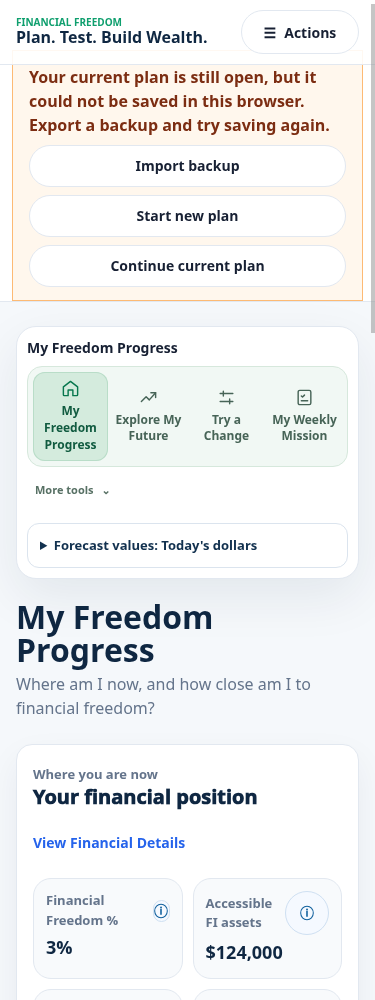 FINANCIAL FREEDOM
Plan. Test. Build Wealth.
☰ Actions
Your current plan is still open, but it
could not be saved in this browser.
Export a backup and try saving again.
Import backup
Start new plan
Continue current plan
My Freedom Progress
My
Freedom
Progress
Explore My
Future
Try a
Change
My Weekly
Mission
More tools ⌄
▶ Forecast values: Today's dollars
My Freedom
Progress
Where am I now, and how close am I to
financial freedom?
Where you are now
Your financial position
View Financial Details
Financial
Freedom %
ⓘ
3%
Accessible
FI assets
ⓘ
$124,000